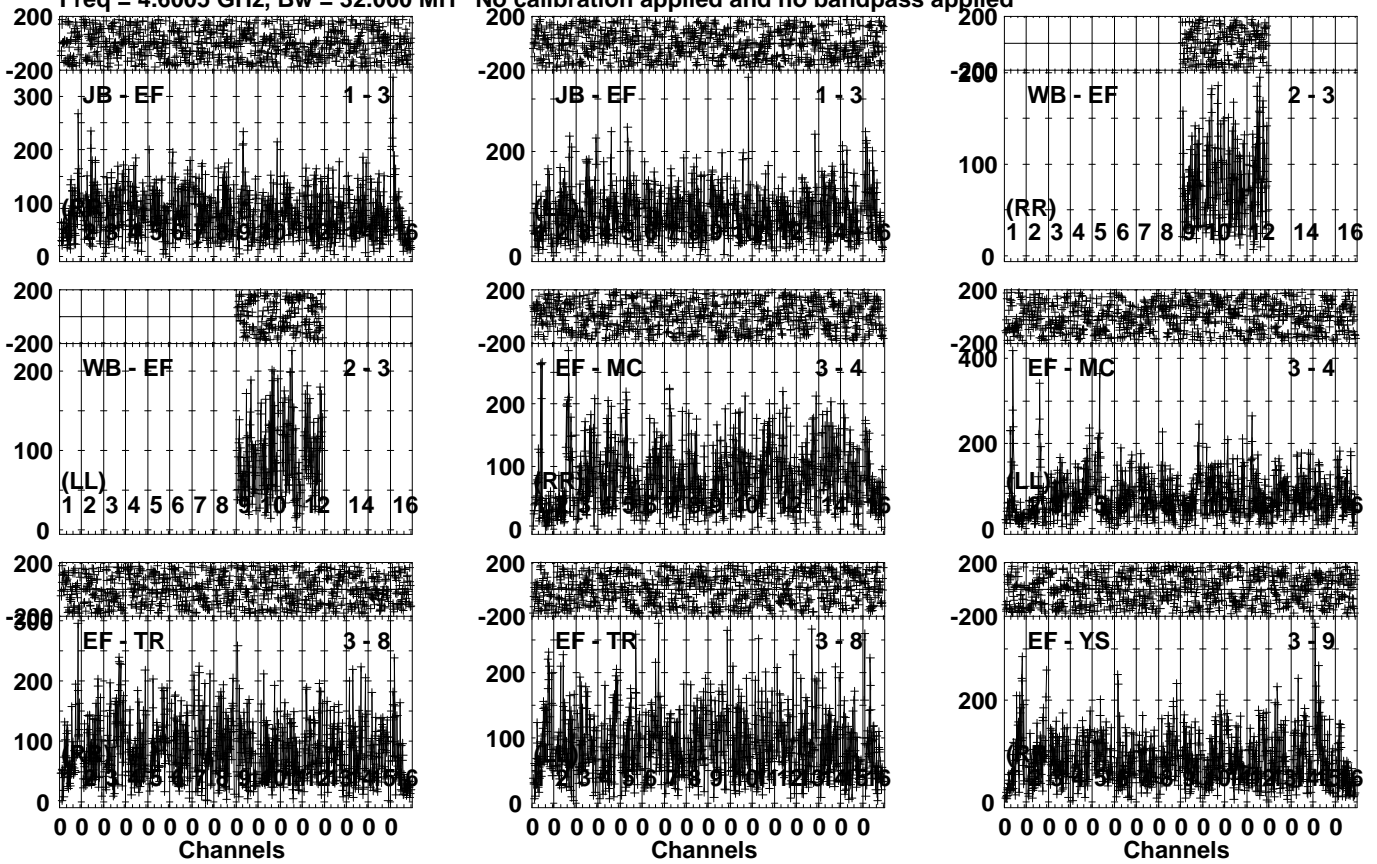 Freq = 4.6005 GHz, Bw = 32.000 MH No calibration applied and no bandpass applied
200 200 200
-200 -200 -200
300 JB - EF 1 - 3 JB - EF 1 - 3 WB - EF 2 - 3
200 200 200
100 100 100
(RR)
1 2 3 4 5 6 7 8 9 10 12 14 16
0 0 0
200 200 200
-200 -200 -200
200 WB - EF 2 - 3 EF - MC 3 - 4 400 EF - MC 3 - 4
200 200
100 100
(LL) (RR) (LL)
1 2 3 4 5 6 7 8 9 10 12 14 16
0 0 0
200 200 200
-200 -200 -200
300 EF - TR 3 - 8 EF - TR 3 - 8 EF - YS 3 - 9
200 200 200
100 100
0 0 0
0 0 0 0 0 0 0 0 0 0 0 0 0 0 0 0 0 0 0 0 0 0 0 0 0 0 0 0 0 0 0 0 0 0 0 0 0 0 0 0 0 0 0 0 0 0 0 0
Channels Channels Channels